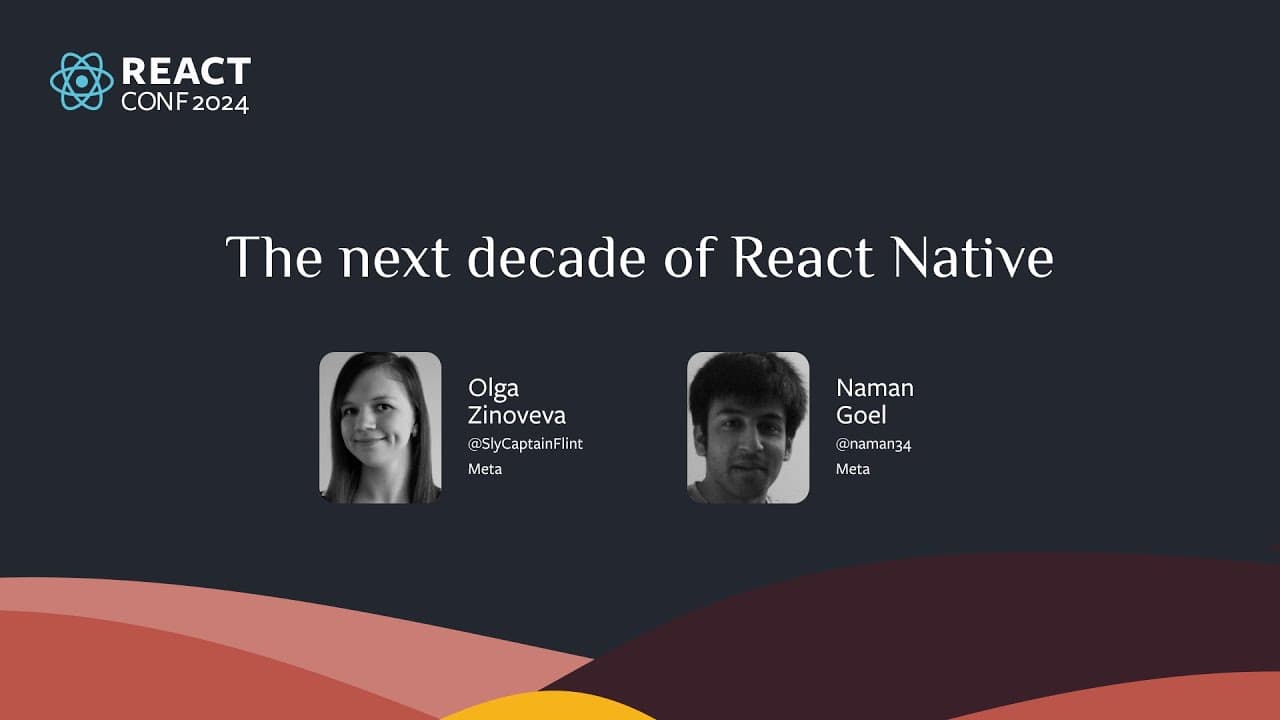 REACT
CONF 2024
The next decade of React Native
Olga
Zinoveva
@SlyCaptainFlint
Meta
Naman
Goel
@naman34
Meta